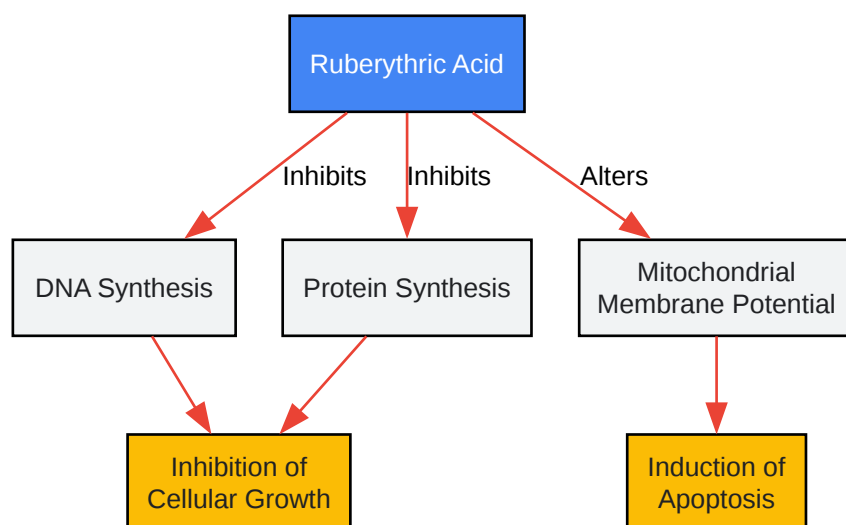 Ruberythric Acid
Inhibits
Inhibits
Alters
DNA Synthesis
Protein Synthesis
Mitochondrial
Membrane Potential
Inhibition of
Cellular Growth
Induction of
Apoptosis